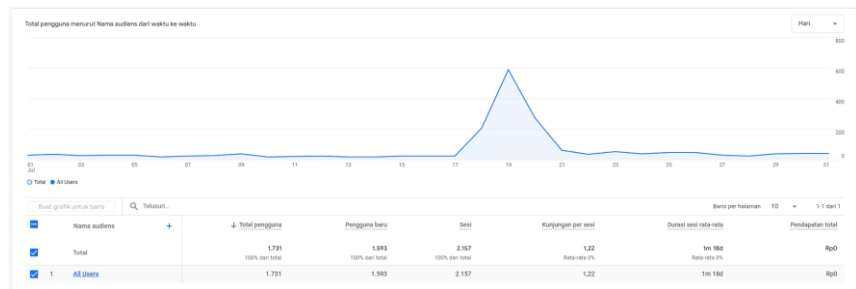 Total pengguna menurut Nama audiens dari waktu ke waktu
Hari
800
600
400
200
0
01 03 05 07 09 11 13 15 17 19 21 23 25 27 29 31
Jul
Total All Users
Buat grafik untuk baris Telusuri... Baris per halaman 10 1-1 dari 1
Nama audiens + ↓ Total pengguna Pengguna baru Sesi Kunjungan per sesi Durasi sesi rata-rata Pendapatan total
Total 1.731 1.593 2.157 1,22 1m 18d Rp0
100% dari total 100% dari total 100% dari total Rata-rata 0% Rata-rata 0%
1 All Users 1.731 1.593 2.157 1,22 1m 18d Rp0